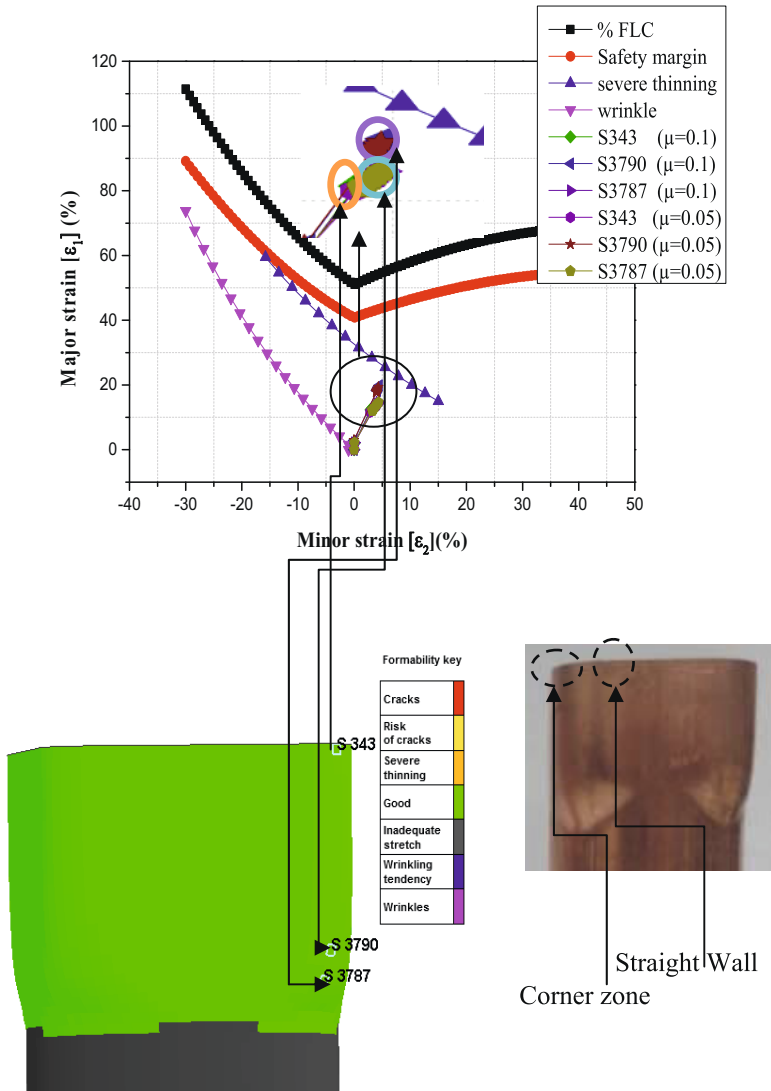 % FLC
Safety margin
severe thinning
wrinkle
S343 (µ=0.1)
S3790 (µ=0.1)
S3787 (µ=0.1)
S343 (µ=0.05)
S3790 (µ=0.05)
S3787 (µ=0.05)
Major strain [ε1] (%)
120
100
80
60
40
20
0
-40 -30 -20 -10 0 10 20 30 40 50
Minor strain [ε2](%)
Formability key
Cracks
Risk
of cracks
Severe
thinning
Good
Inadequate
stretch
Wrinkling
tendency
Wrinkles
S 343
S 3790
S 3787
Straight Wall
Corner zone